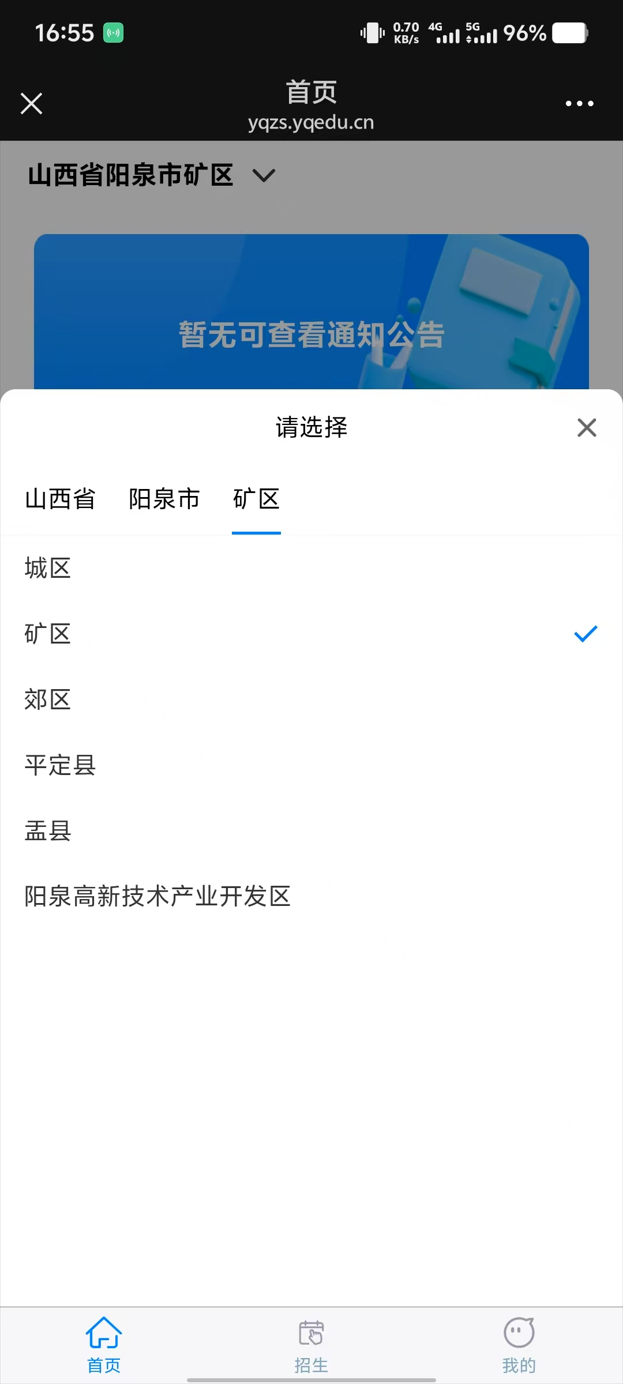 16:55
0.70 KB/s 4G 5G 96%
首页
yqzs.yqedu.cn
山西省阳泉市矿区
暂无可查看通知公告
请选择
山西省 阳泉市 矿区
城区
矿区
郊区
平定县
盂县
阳泉高新技术产业开发区
首页 招生 我的